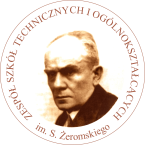 ZESPÓŁ SZKÓŁ TECHNICZNYCH I OGÓLNOKSZTAŁCĄCYCH
im. S. Żeromskiego